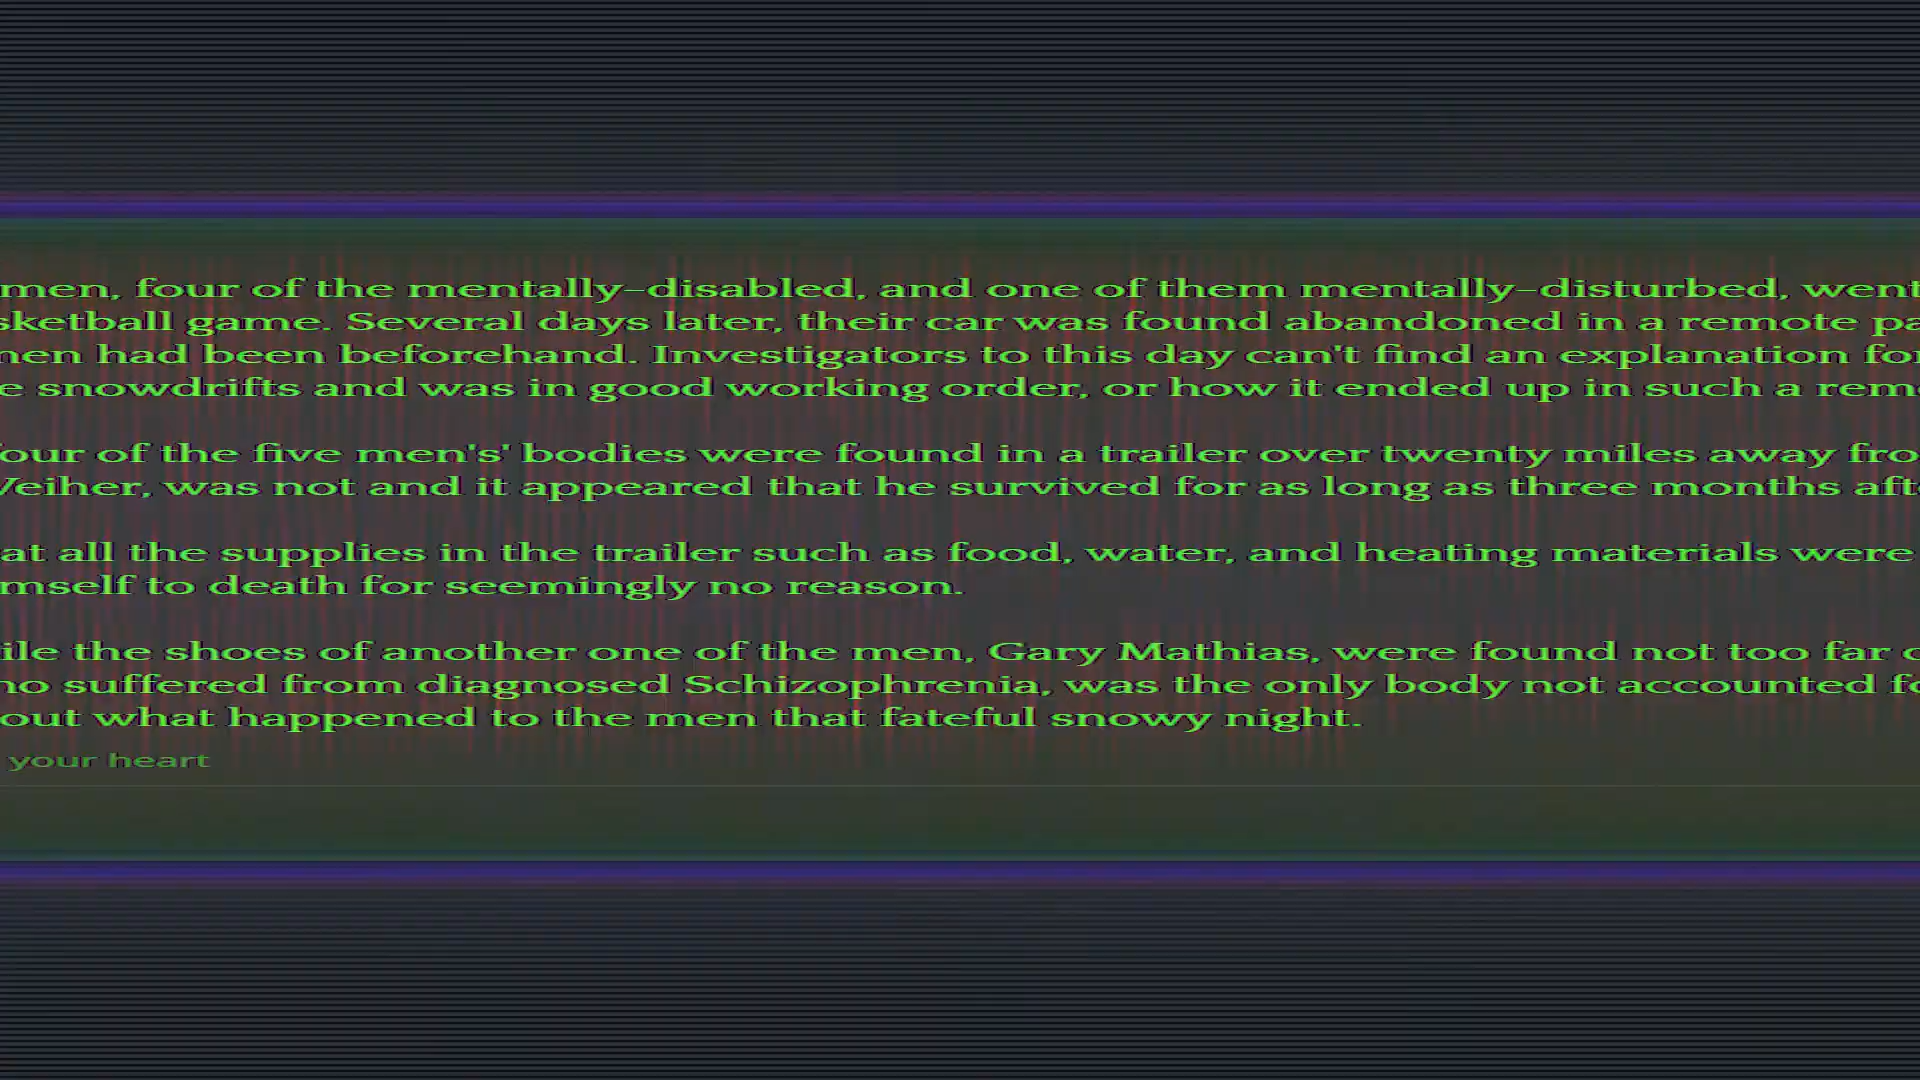 men, four of the mentally-disabled, and one of them mentally-disturbed, went
sketball game. Several days later, their car was found abandoned in a remote pa
men had been beforehand. Investigators to this day can't find an explanation for
e snowdrifts and was in good working order, or how it ended up in such a remo
four of the five men's' bodies were found in a trailer over twenty miles away fro
Veiher, was not and it appeared that he survived for as long as three months afte
at all the supplies in the trailer such as food, water, and heating materials were
mself to death for seemingly no reason.
ile the shoes of another one of the men, Gary Mathias, were found not too far o
ho suffered from diagnosed Schizophrenia, was the only body not accounted fo
out what happened to the men that fateful snowy night.
your heart